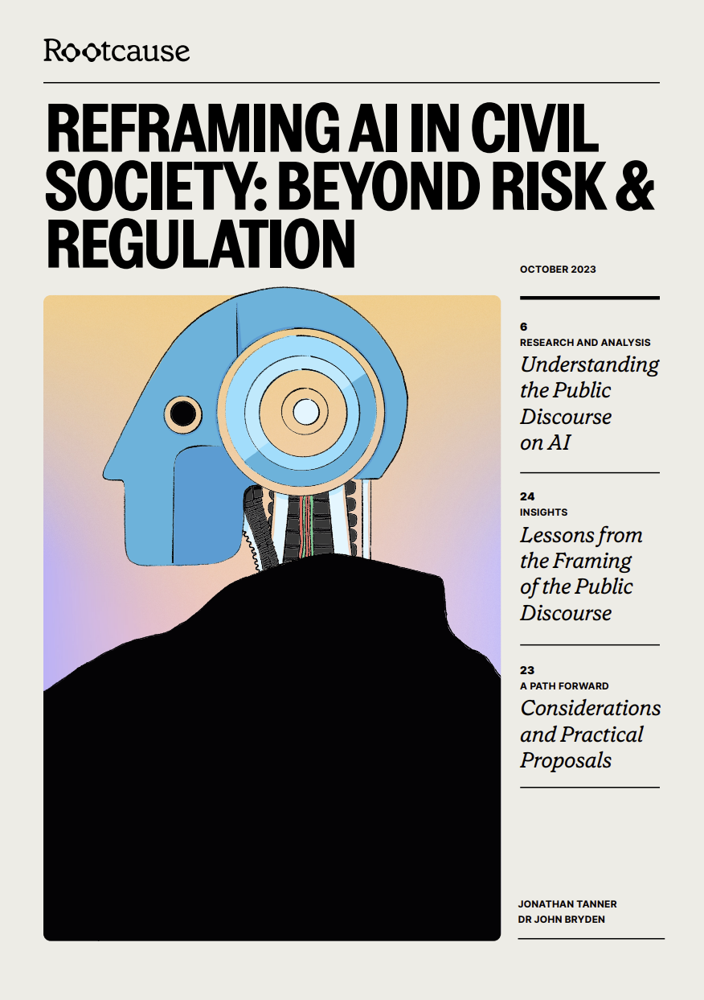 Rootcause
REFRAMING AI IN CIVIL
SOCIETY: BEYOND RISK &
REGULATION
OCTOBER 2023
6
RESEARCH AND ANALYSIS
Understanding
the Public
Discourse
on AI
24
INSIGHTS
Lessons from
the Framing
of the Public
Discourse
23
A PATH FORWARD
Considerations
and Practical
Proposals
JONATHAN TANNER
DR JOHN BRYDEN